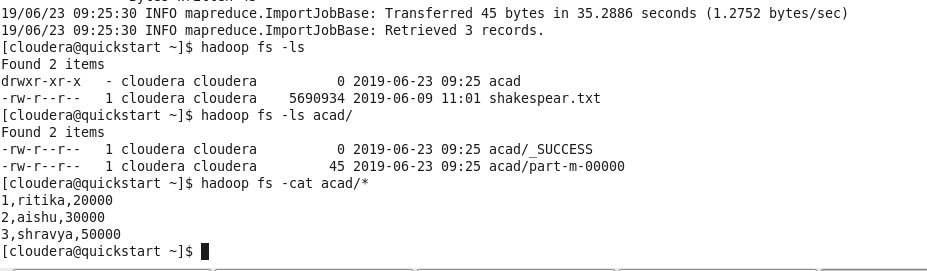 19/06/23 09:25:30 INFO mapreduce.ImportJobBase: Transferred 45 bytes in 35.2886 seconds (1.2752 bytes/sec)
19/06/23 09:25:30 INFO mapreduce.ImportJobBase: Retrieved 3 records.
[cloudera@quickstart ~]$ hadoop fs -ls
Found 2 items
drwxr-xr-x   - cloudera cloudera          0 2019-06-23 09:25 acad
-rw-r--r--   1 cloudera cloudera    5690934 2019-06-09 11:01 shakespear.txt
[cloudera@quickstart ~]$ hadoop fs -ls acad/
Found 2 items
-rw-r--r--   1 cloudera cloudera          0 2019-06-23 09:25 acad/_SUCCESS
-rw-r--r--   1 cloudera cloudera         45 2019-06-23 09:25 acad/part-m-00000
[cloudera@quickstart ~]$ hadoop fs -cat acad/*
1,ritika,20000
2,aishu,30000
3,shravya,50000
[cloudera@quickstart ~]$